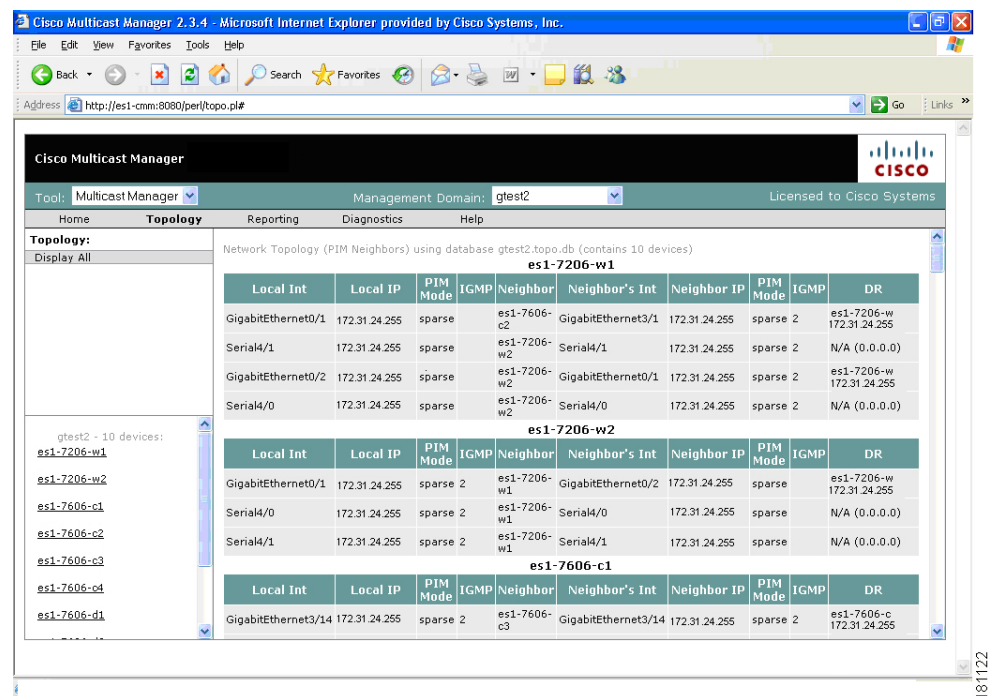 Cisco Multicast Manager 2.3.4 - Microsoft Internet Explorer provided by Cisco Systems, Inc.
File Edit View Favorites Tools Help
Back Search Favorites
Address http://es1-cmm:8080/perl/topo.pl# Go Links »
Cisco Multicast Manager
CISCO
Tool: Multicast Manager Management Domain: gtest2 Licensed to Cisco Systems
Home Topology Reporting Diagnostics Help
Topology:
Display All
gtest2 - 10 devices:
es1-7206-w1
es1-7206-w2
es1-7606-c1
es1-7606-c2
es1-7606-c3
es1-7606-c4
es1-7606-d1
Network Topology (PIM Neighbors) using database gtest2.topo.db (contains 10 devices)
es1-7206-w1
Local Int Local IP PIM Mode IGMP Neighbor Neighbor's Int Neighbor IP PIM Mode IGMP DR
GigabitEthernet0/1 172.31.24.255 sparse es1-7606-c2 GigabitEthernet3/1 172.31.24.255 sparse 2 es1-7206-w 172.31.24.255
Serial4/1 172.31.24.255 sparse es1-7206-w2 Serial4/1 172.31.24.255 sparse 2 N/A (0.0.0.0)
GigabitEthernet0/2 172.31.24.255 sparse es1-7206-w2 GigabitEthernet0/1 172.31.24.255 sparse 2 es1-7206-w 172.31.24.255
Serial4/0 172.31.24.255 sparse es1-7206-w2 Serial4/0 172.31.24.255 sparse 2 N/A (0.0.0.0)
es1-7206-w2
Local Int Local IP PIM Mode IGMP Neighbor Neighbor's Int Neighbor IP PIM Mode IGMP DR
GigabitEthernet0/1 172.31.24.255 sparse 2 es1-7206-w1 GigabitEthernet0/2 172.31.24.255 sparse es1-7206-w 172.31.24.255
Serial4/0 172.31.24.255 sparse 2 es1-7206-w1 Serial4/0 172.31.24.255 sparse N/A (0.0.0.0)
Serial4/1 172.31.24.255 sparse 2 es1-7206-w1 Serial4/1 172.31.24.255 sparse N/A (0.0.0.0)
es1-7606-c1
Local Int Local IP PIM Mode IGMP Neighbor Neighbor's Int Neighbor IP PIM Mode IGMP DR
GigabitEthernet3/14 172.31.24.255 sparse 2 es1-7606-c3 GigabitEthernet3/14 172.31.24.255 sparse 2 es1-7606-c 172.31.24.255
181122